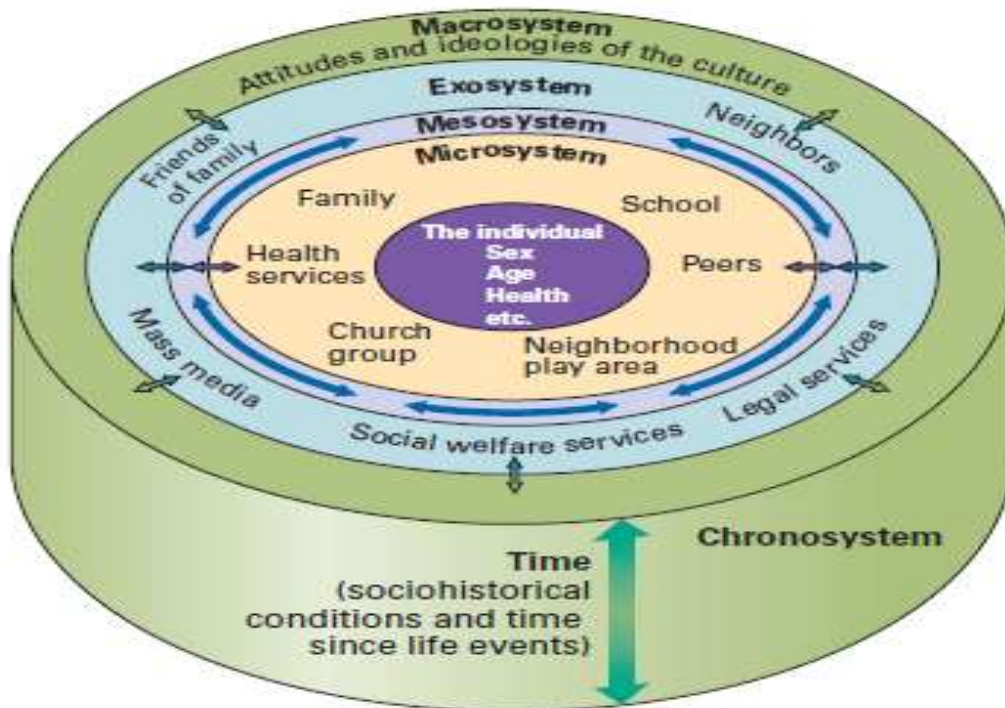 Macrosystem
Attitudes and ideologies of the culture
Exosystem
Mesosystem
Microsystem
Friends
of family
Neighbors
Family
School
The individual
Sex
Age
Health
etc.
Health
services
Peers
Church
group
Neighborhood
play area
Mass media
Legal services
Social welfare services
Chronosystem
Time
(sociohistorical
conditions and time
since life events)